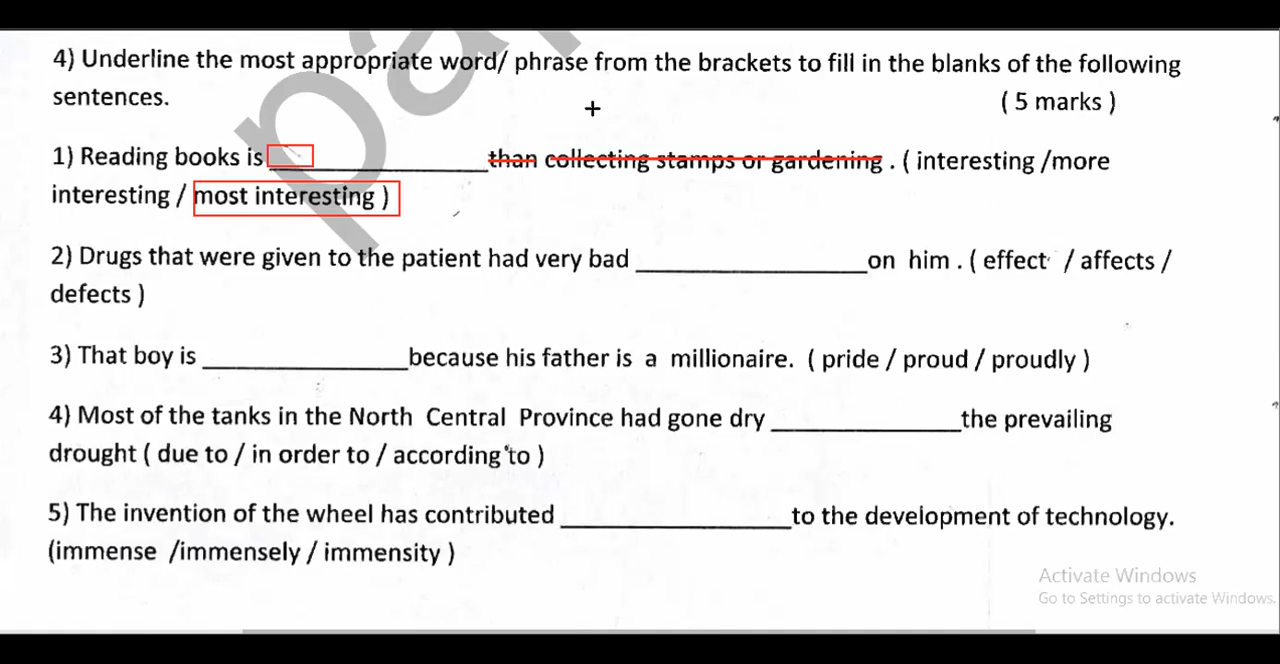 4) Underline the most appropriate word/ phrase from the brackets to fill in the blanks of the following
sentences. ( 5 marks )
1) Reading books is ____________ than collecting stamps or gardening . ( interesting /more
interesting / most interesting )
2) Drugs that were given to the patient had very bad ____________ on him . ( effect / affects /
defects )
3) That boy is ____________ because his father is a millionaire. ( pride / proud / proudly )
4) Most of the tanks in the North Central Province had gone dry ____________ the prevailing
drought ( due to / in order to / according to )
5) The invention of the wheel has contributed ____________ to the development of technology.
(immense /immensely / immensity )
Activate Windows
Go to Settings to activate Windows.